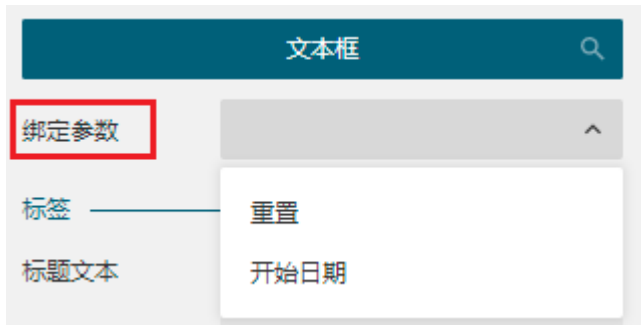 文本框
绑定参数
标签
重置
标题文本
开始日期